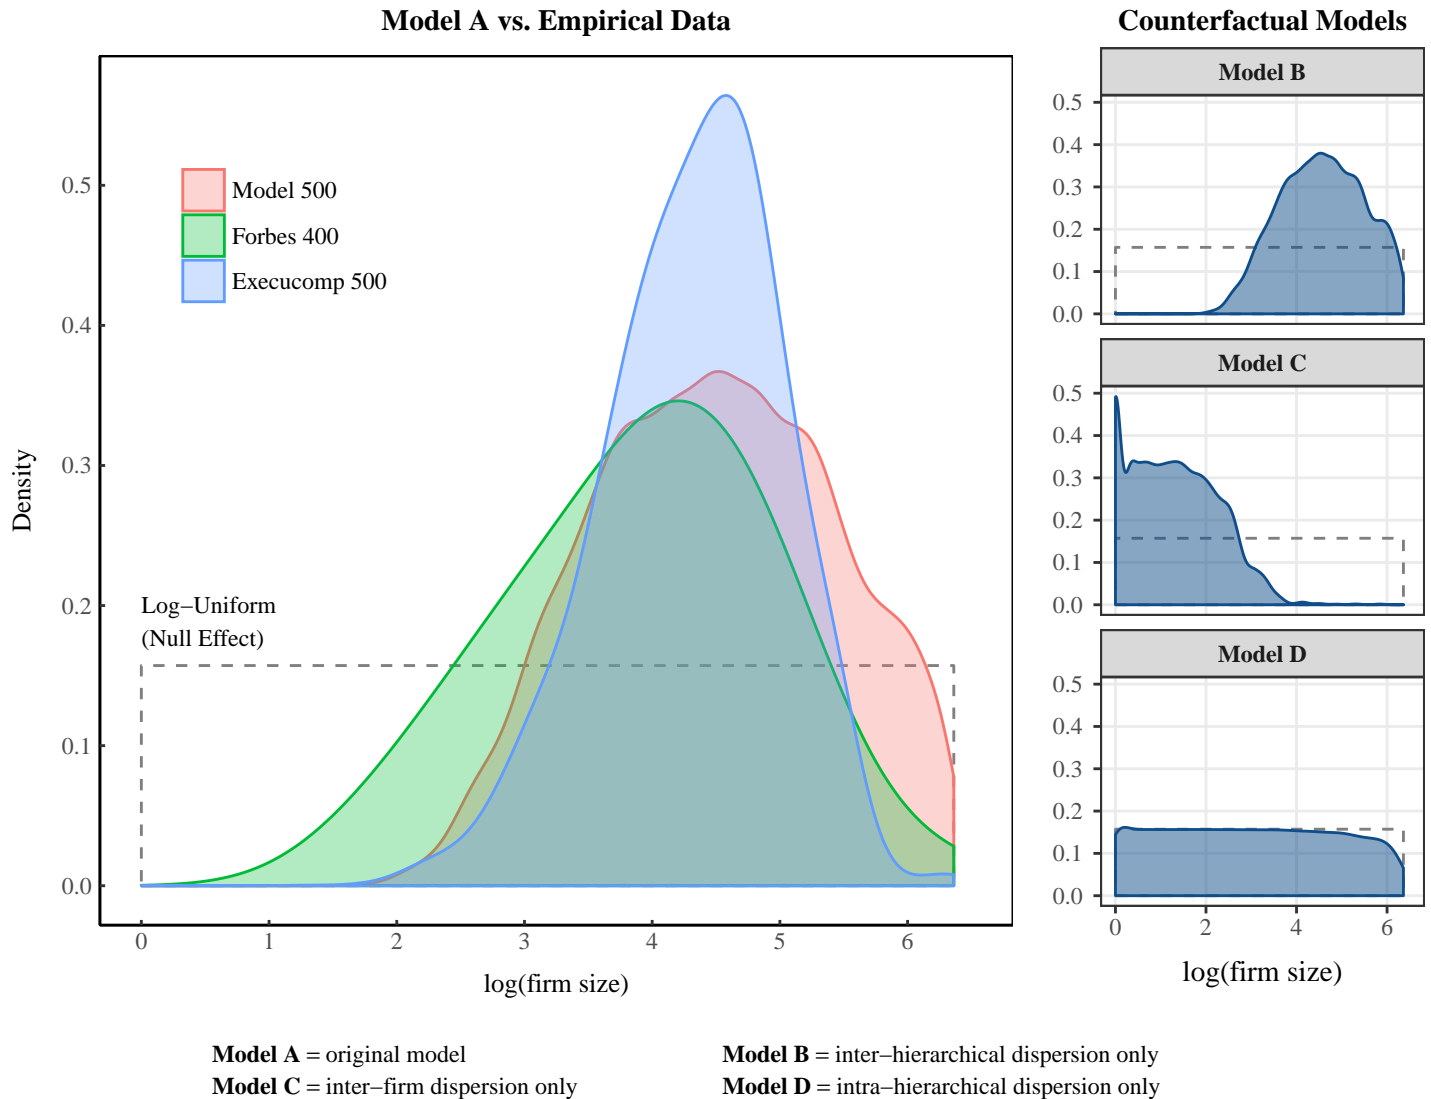 Model A vs. Empirical Data
Density
0.5
0.4
0.3
0.2
0.1
0.0
Model 500
Forbes 400
Execucomp 500
Log−Uniform
(Null Effect)
0 1 2 3 4 5 6
log(firm size)
Counterfactual Models
Model B
0.5
0.4
0.3
0.2
0.1
0.0
Model C
0.5
0.4
0.3
0.2
0.1
0.0
Model D
0.5
0.4
0.3
0.2
0.1
0.0
0 2 4 6
log(firm size)
Model A = original model
Model B = inter−hierarchical dispersion only
Model C = inter−firm dispersion only
Model D = intra−hierarchical dispersion only